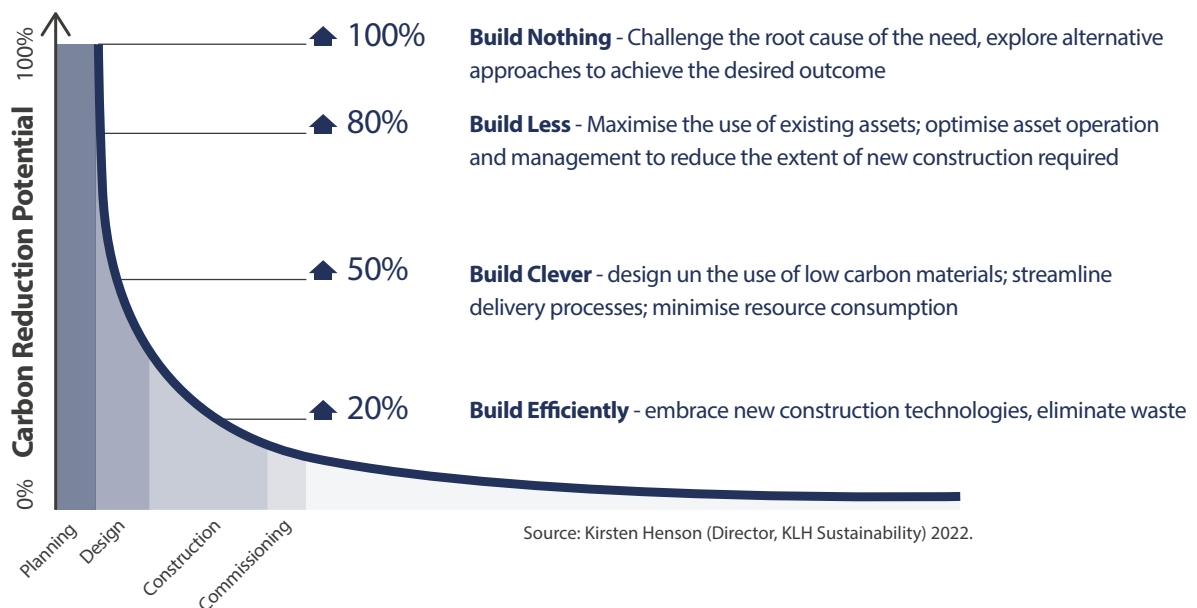 Carbon Reduction Potential
100%
0%
100%
Build Nothing - Challenge the root cause of the need, explore alternative
approaches to achieve the desired outcome
80%
Build Less - Maximise the use of existing assets; optimise asset operation
and management to reduce the extent of new construction required
50%
Build Clever - design un the use of low carbon materials; streamline
delivery processes; minimise resource consumption
20%
Build Efficiently - embrace new construction technologies, eliminate waste
Planning
Design
Construction
Commissioning
Source: Kirsten Henson (Director, KLH Sustainability) 2022.